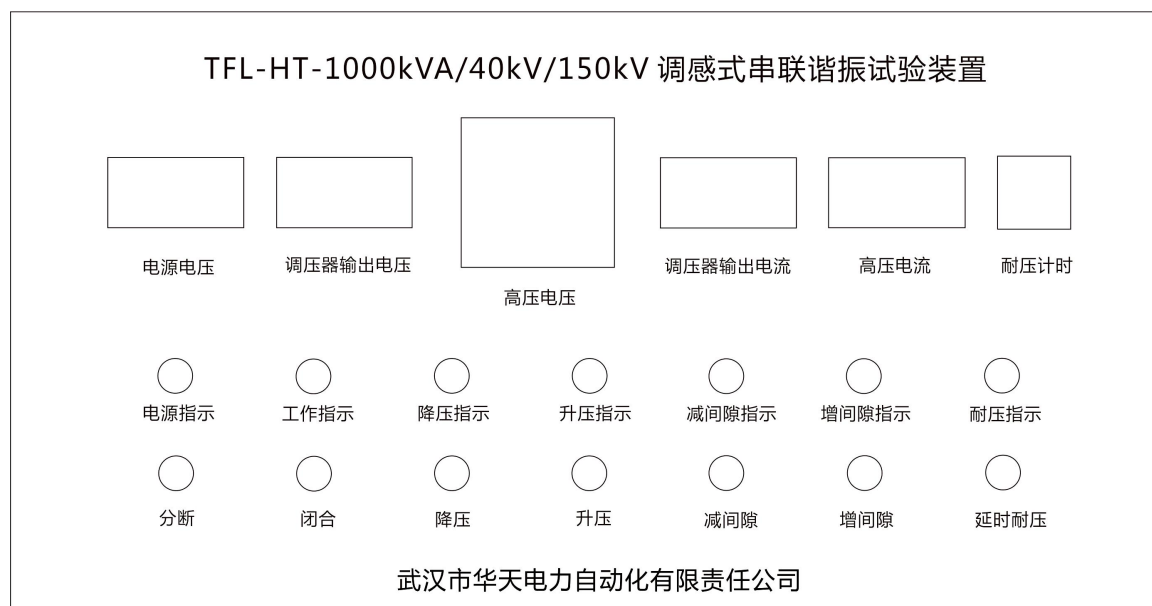 TFL-HT-1000kVA/40kV/150kV 调感式串联谐振试验装置
电源电压 调压器输出电压 高压电压 调压器输出电流 高压电流 耐压计时
电源指示 工作指示 降压指示 升压指示 减间隙指示 增间隙指示 耐压指示
分断 闭合 降压 升压 减间隙 增间隙 延时耐压
武汉市华天电力自动化有限责任公司